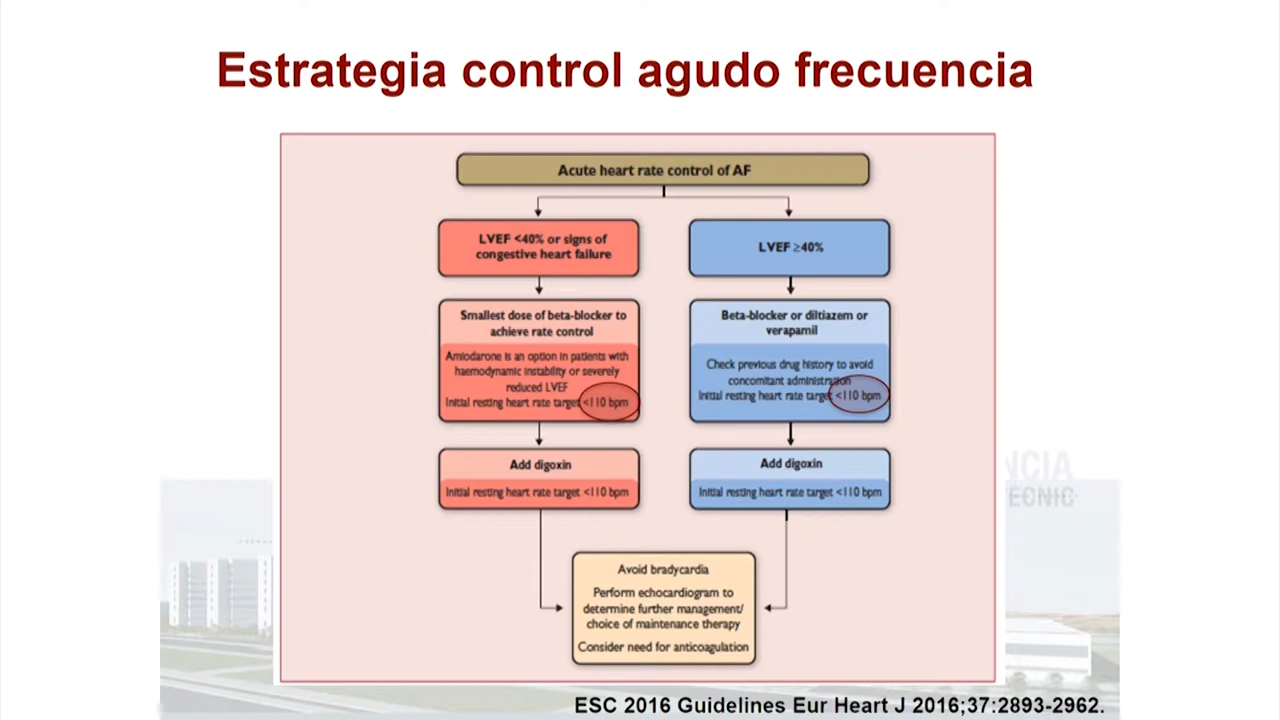 Estrategia control agudo frecuencia
Acute heart rate control of AF
LVEF <40% or signs of
congestive heart failure
LVEF ≥40%
Smallest dose of beta-blocker to
achieve rate control
Amiodarone is an option in patients with
haemodynamic instability or severely
reduced LVEF
Initial resting heart rate target <110 bpm
Beta-blocker or diltiazem or
verapamil
Check previous drug history to avoid
concomitant administration
Initial resting heart rate target <110 bpm
Add digoxin
Initial resting heart rate target <110 bpm
Add digoxin
Initial resting heart rate target <110 bpm
Avoid bradycardia
Perform echocardiogram to
determine further management/
choice of maintenance therapy
Consider need for anticoagulation
NCIA
ECNIC
ESC 2016 Guidelines Eur Heart J 2016;37:2893-2962.